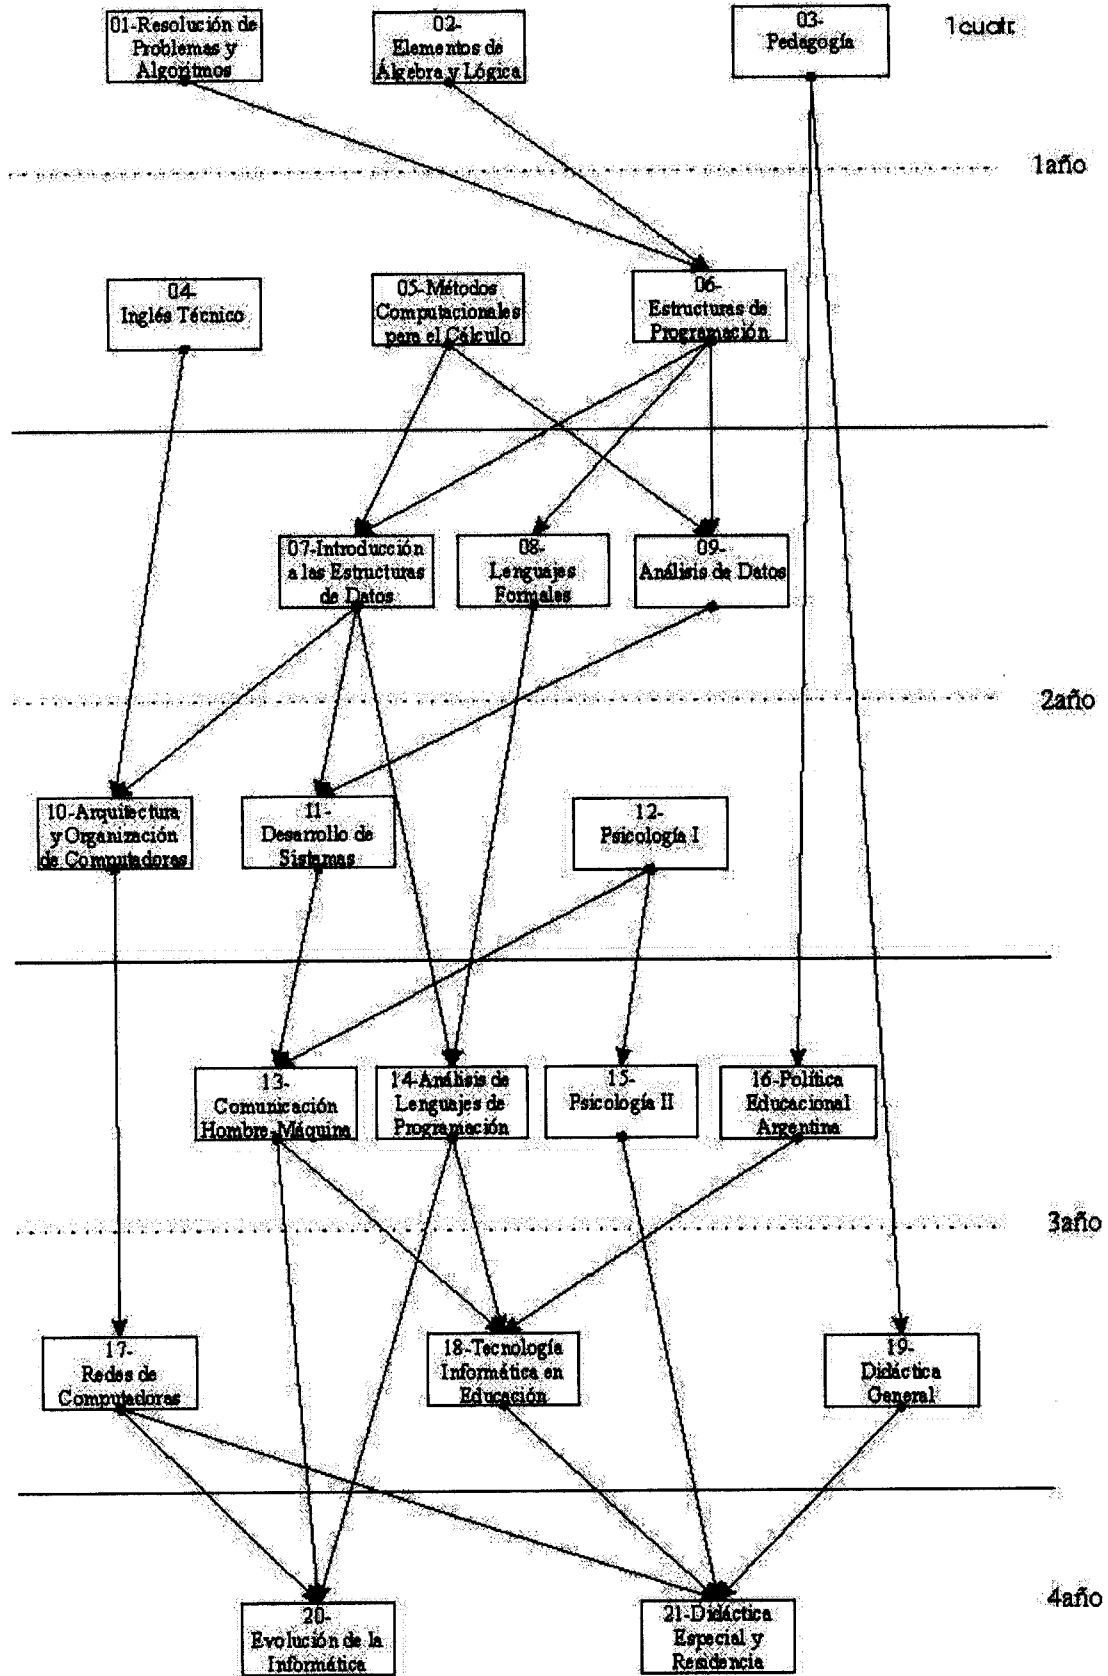 01-Resolución de
Problemas y
Algoritmos
02-
Elementos de
Álgebra y Lógica
03-
Pedagogía
1cuatr.
1año
04-
Inglés Técnico
05-Métodos
Computacionales
para el Cálculo
06-
Estructuras de
Programación
07-Introducción
a las Estructuras
de Datos
08-
Lenguajes
Formales
09-
Análisis de Datos
2año
10-Arquitectura
y Organización
de Computadoras
11-
Desarrollo de
Sistemas
12-
Psicología I
13-
Comunicación
Hombre-Máquina
14-Análisis de
Lenguajes de
Programación
15-
Psicología II
16-Política
Educacional
Argentina
3año
17-
Redes de
Computadoras
18-Tecnología
Informática en
Educación
19-
Didáctica
General
4año
20-
Evolución de la
Informática
21-Didáctica
Especial y
Residencia